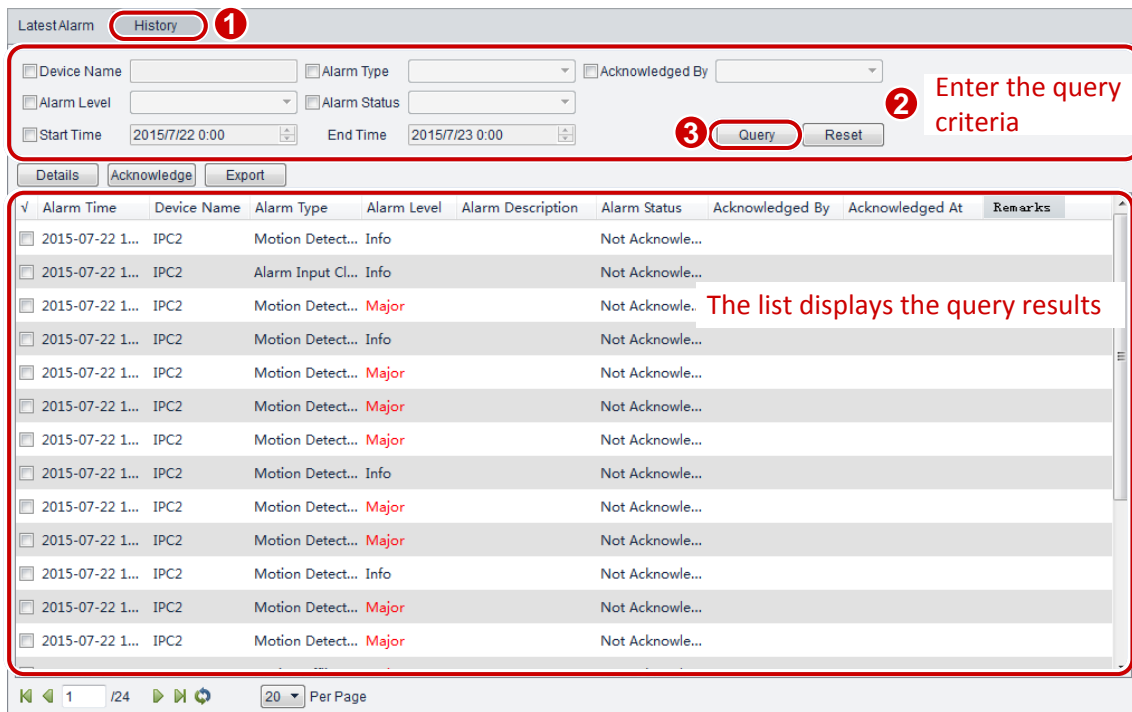 Latest Alarm History 1
Device Name Alarm Type Acknowledged By
Alarm Level Alarm Status
2 Enter the query
criteria
Start Time 2015/7/22 0:00 End Time 2015/7/23 0:00 3 Query Reset
Details Acknowledge Export
√ Alarm Time Device Name Alarm Type Alarm Level Alarm Description Alarm Status Acknowledged By Acknowledged At Remarks
2015-07-22 1... IPC2 Motion Detect... Info Not Acknowle...
2015-07-22 1... IPC2 Alarm Input Cl... Info Not Acknowle...
2015-07-22 1... IPC2 Motion Detect... Major Not Acknowle..
The list displays the query results
2015-07-22 1... IPC2 Motion Detect... Info Not Acknowle...
2015-07-22 1... IPC2 Motion Detect... Major Not Acknowle...
2015-07-22 1... IPC2 Motion Detect... Major Not Acknowle...
2015-07-22 1... IPC2 Motion Detect... Major Not Acknowle...
2015-07-22 1... IPC2 Motion Detect... Info Not Acknowle...
2015-07-22 1... IPC2 Motion Detect... Major Not Acknowle...
2015-07-22 1... IPC2 Motion Detect... Major Not Acknowle...
2015-07-22 1... IPC2 Motion Detect... Info Not Acknowle...
2015-07-22 1... IPC2 Motion Detect... Major Not Acknowle...
2015-07-22 1... IPC2 Motion Detect... Major Not Acknowle...
1 /24 20 Per Page